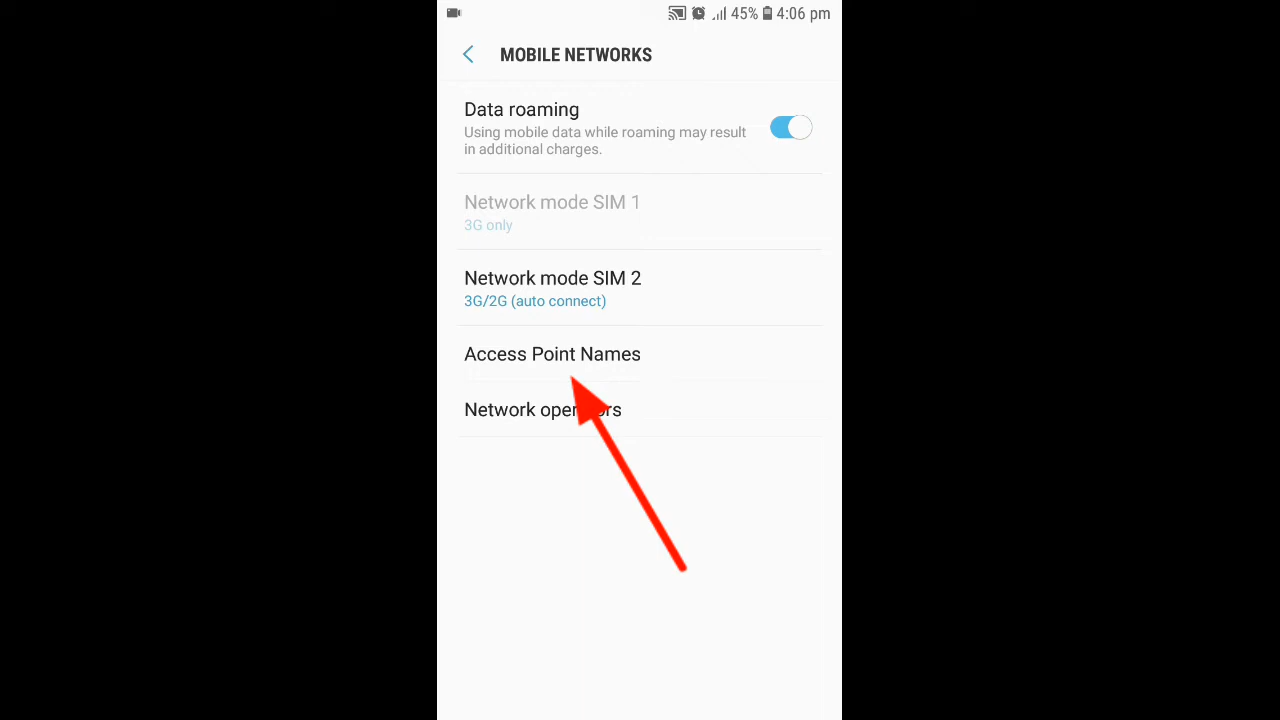 45% 4:06 pm
MOBILE NETWORKS
Data roaming
Using mobile data while roaming may result
in additional charges.
Network mode SIM 1
3G only
Network mode SIM 2
3G/2G (auto connect)
Access Point Names
Network operators